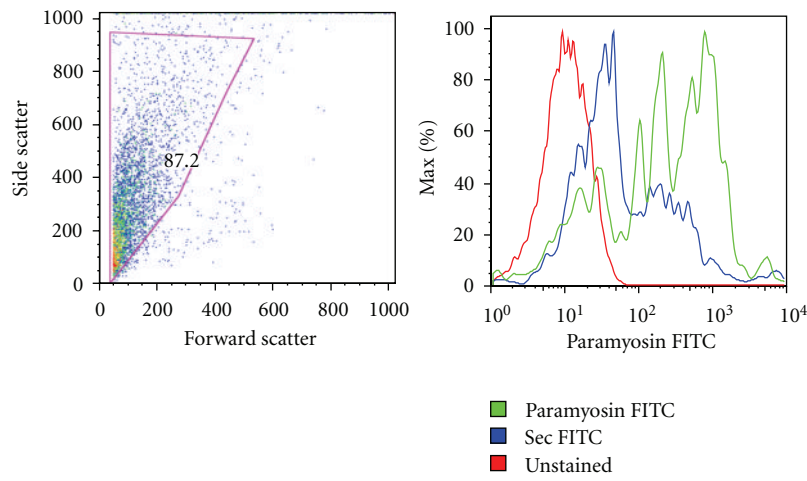 1000
800
600
400
200
0
Side scatter
87.2
0 200 400 600 800 1000
Forward scatter
100
80
60
40
20
0
Max (%)
10^0 10^1 10^2 10^3 10^4
Paramyosin FITC
Paramyosin FITC
Sec FITC
Unstained